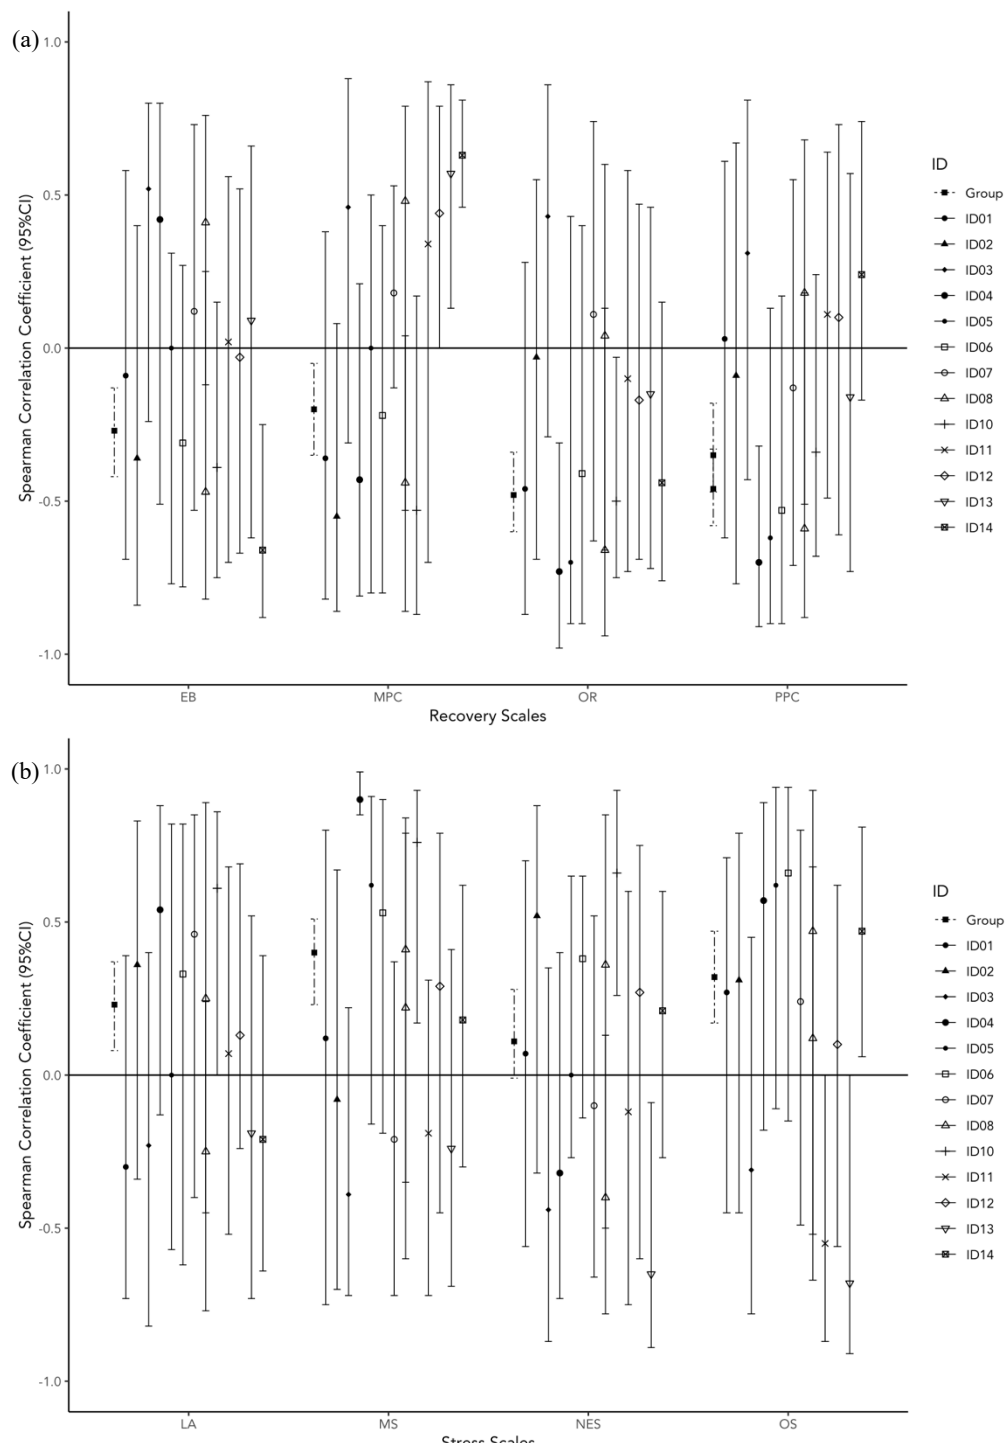 (a)
1.0
0.5
0.0
-0.5
-1.0
Spearman Correlation Coefficient (95%CI)
EB
MPC
OR
PPC
Recovery Scales
ID
Group
ID01
ID02
ID03
ID04
ID05
ID06
ID07
ID08
ID10
ID11
ID12
ID13
ID14
(b)
1.0
0.5
0.0
-0.5
-1.0
Spearman Correlation Coefficient (95%CI)
LA
MS
NES
OS
Stress Scales
ID
Group
ID01
ID02
ID03
ID04
ID05
ID06
ID07
ID08
ID10
ID11
ID12
ID13
ID14